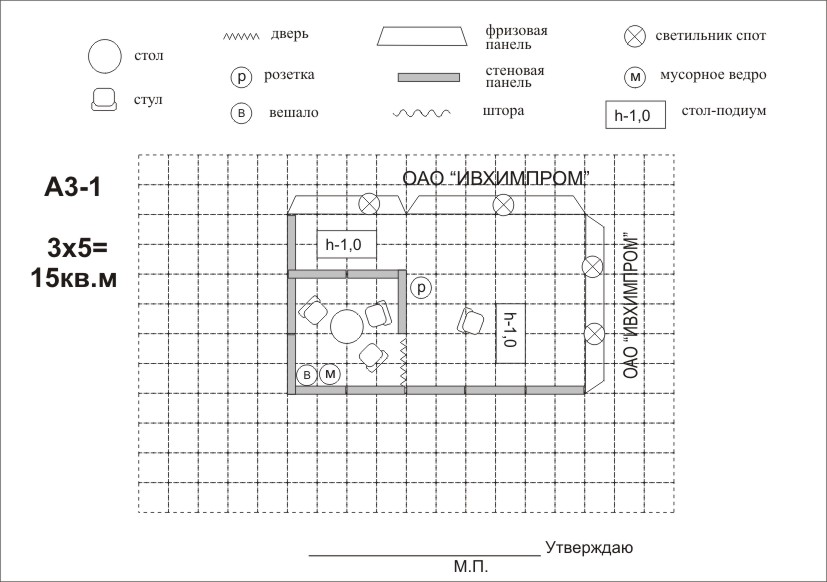 стол
стул
дверь
розетка
вешало
фризовая
панель
стеновая
панель
штора
светильник спот
мусорное ведро
стол-подиум
р
в
м
h-1,0
А3-1
3х5=
15кв.м
ОАО “ИВХИМПРОМ”
h-1,0
р
h-1,0
в
м
ОАО “ИВХИМПРОМ”
Утверждаю
М.П.